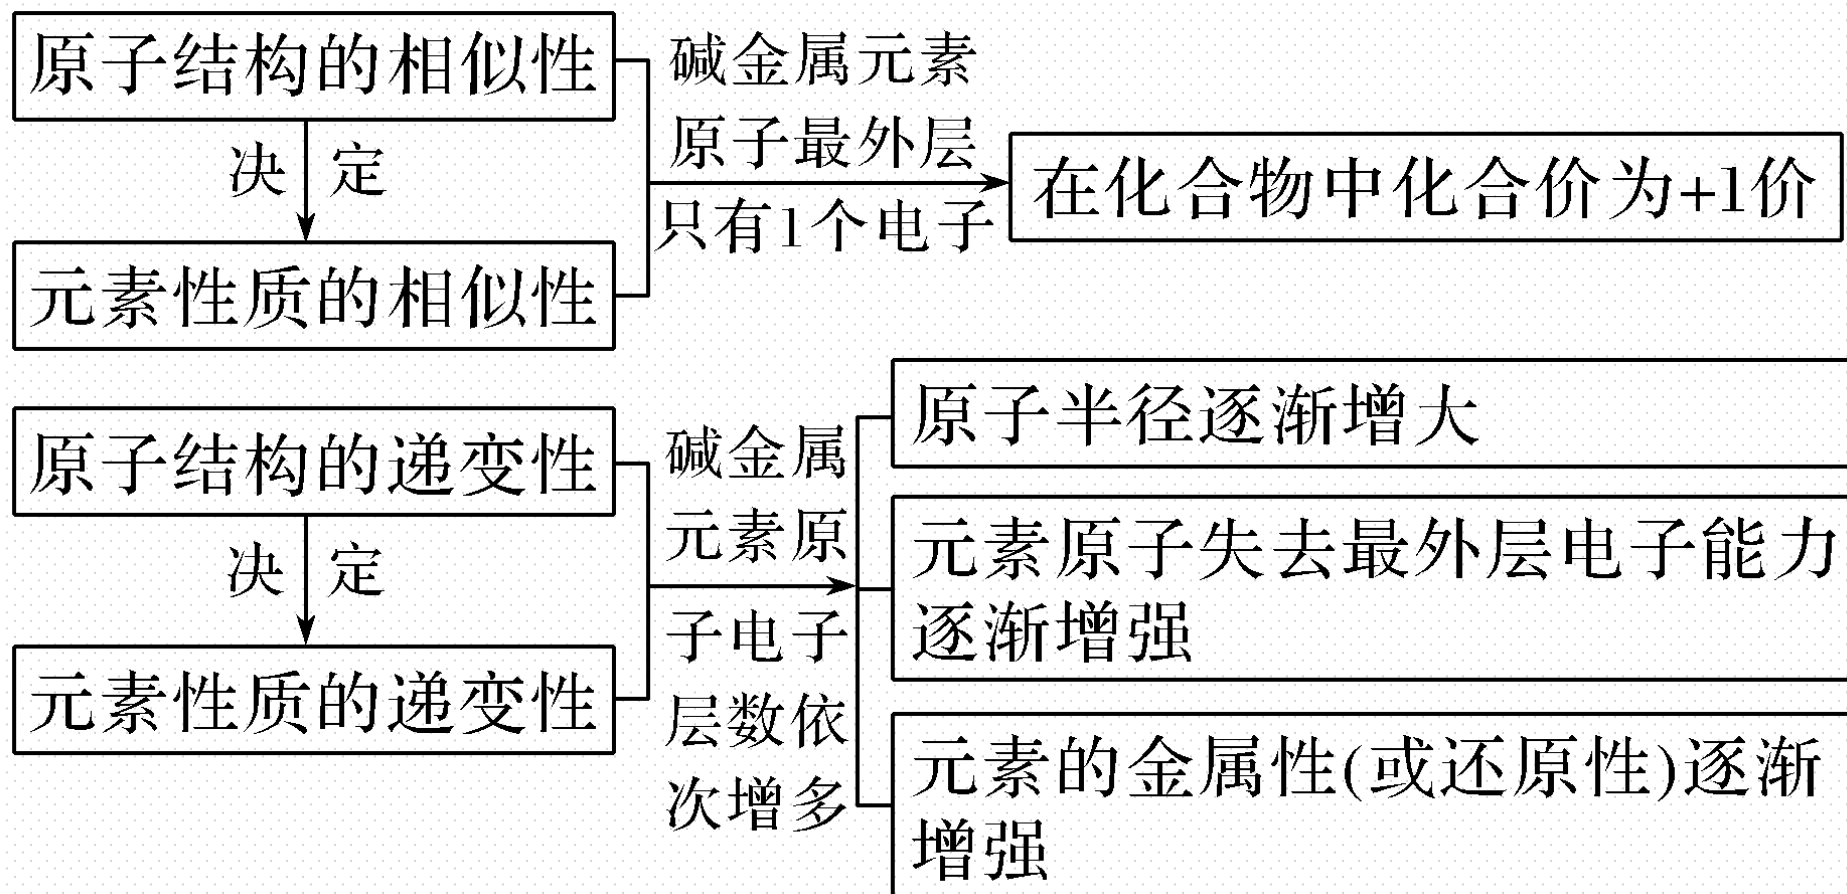 原子结构的相似性
决 定
元素性质的相似性
碱金属元素
原子最外层
只有1个电子
在化合物中化合价为+1价
原子结构的递变性
决 定
元素性质的递变性
碱金属
元素原
子电子
层数依
次增多
原子半径逐渐增大
元素原子失去最外层电子能力
逐渐增强
元素的金属性(或还原性)逐渐
增强